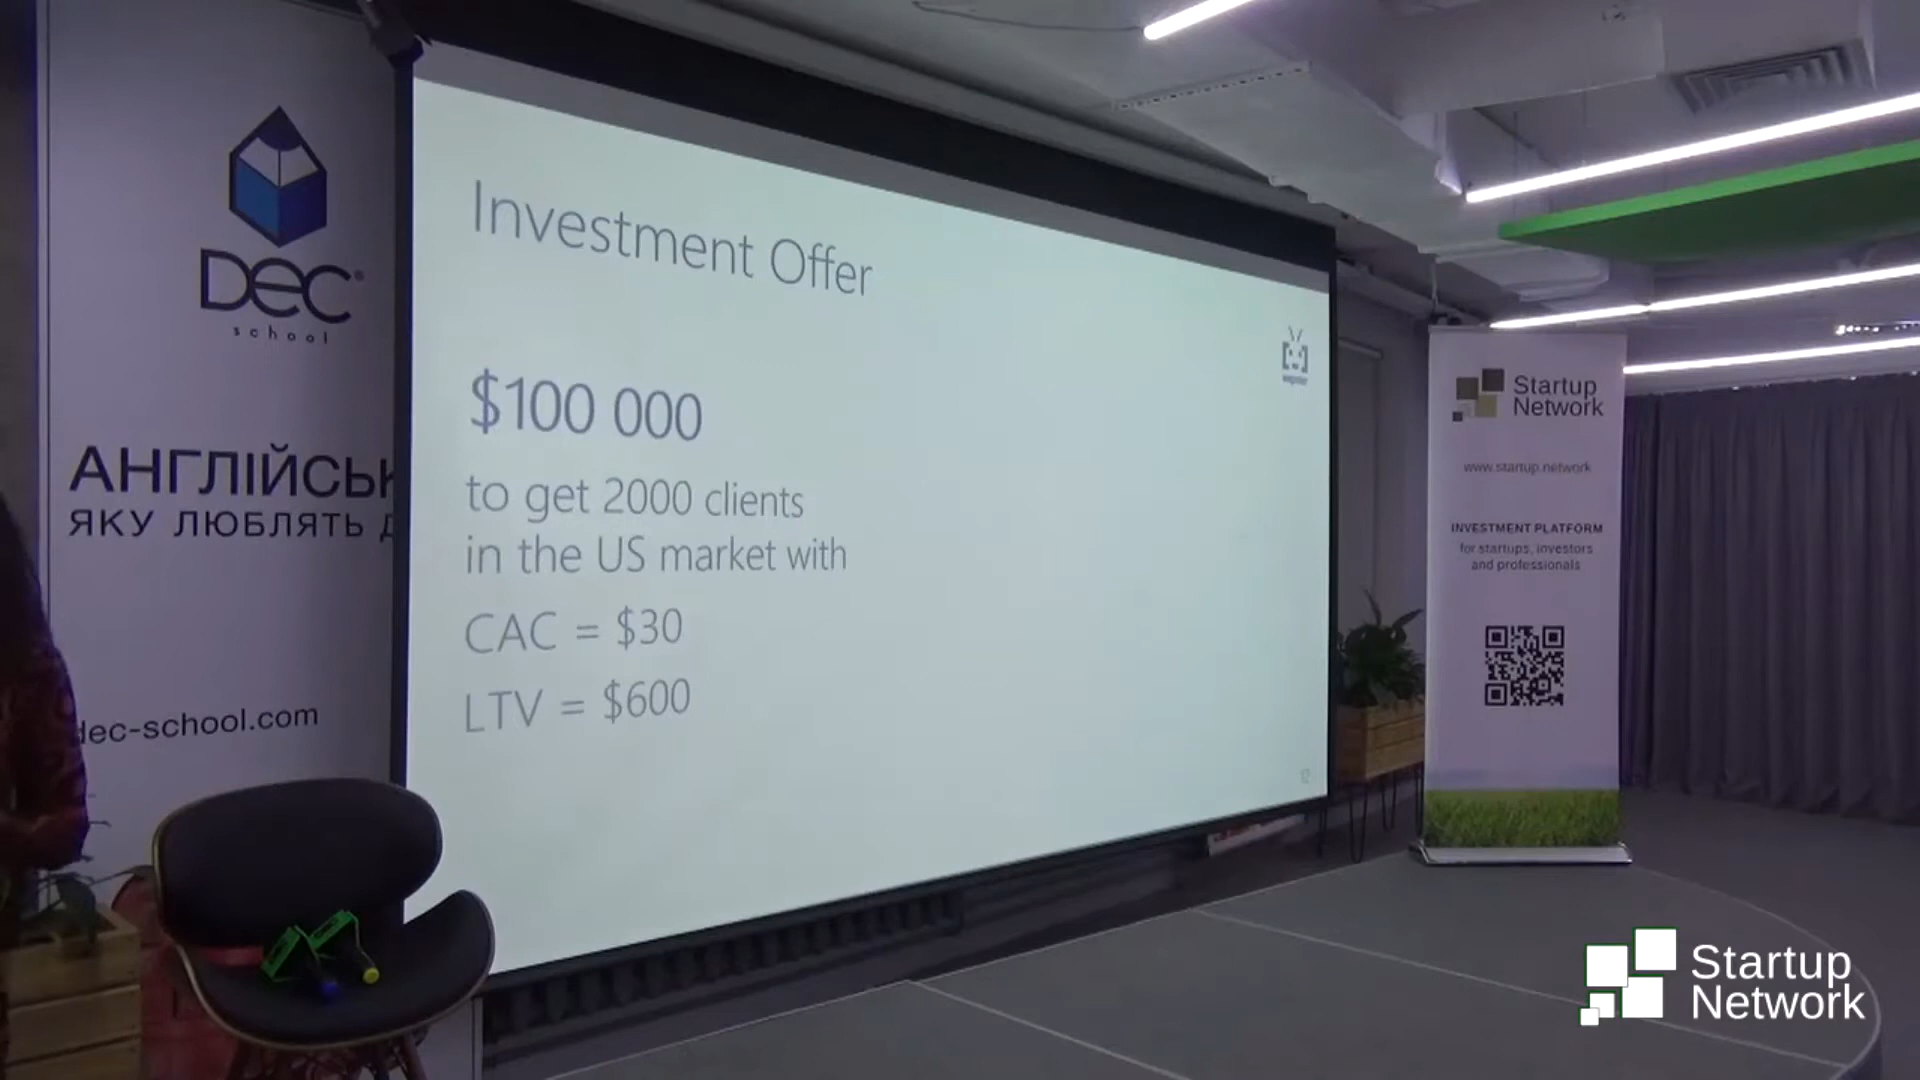 DEC
school
АНГЛІЙСЬК
ЯКУ ЛЮБЛЯТЬ
dec-school.com
Investment Offer
$100 000
to get 2000 clients
in the US market with
CAC = $30
LTV = $600
12
Startup
Network
www.startup.network
INVESTMENT PLATFORM
for startups, investors
and professionals
Startup
Network